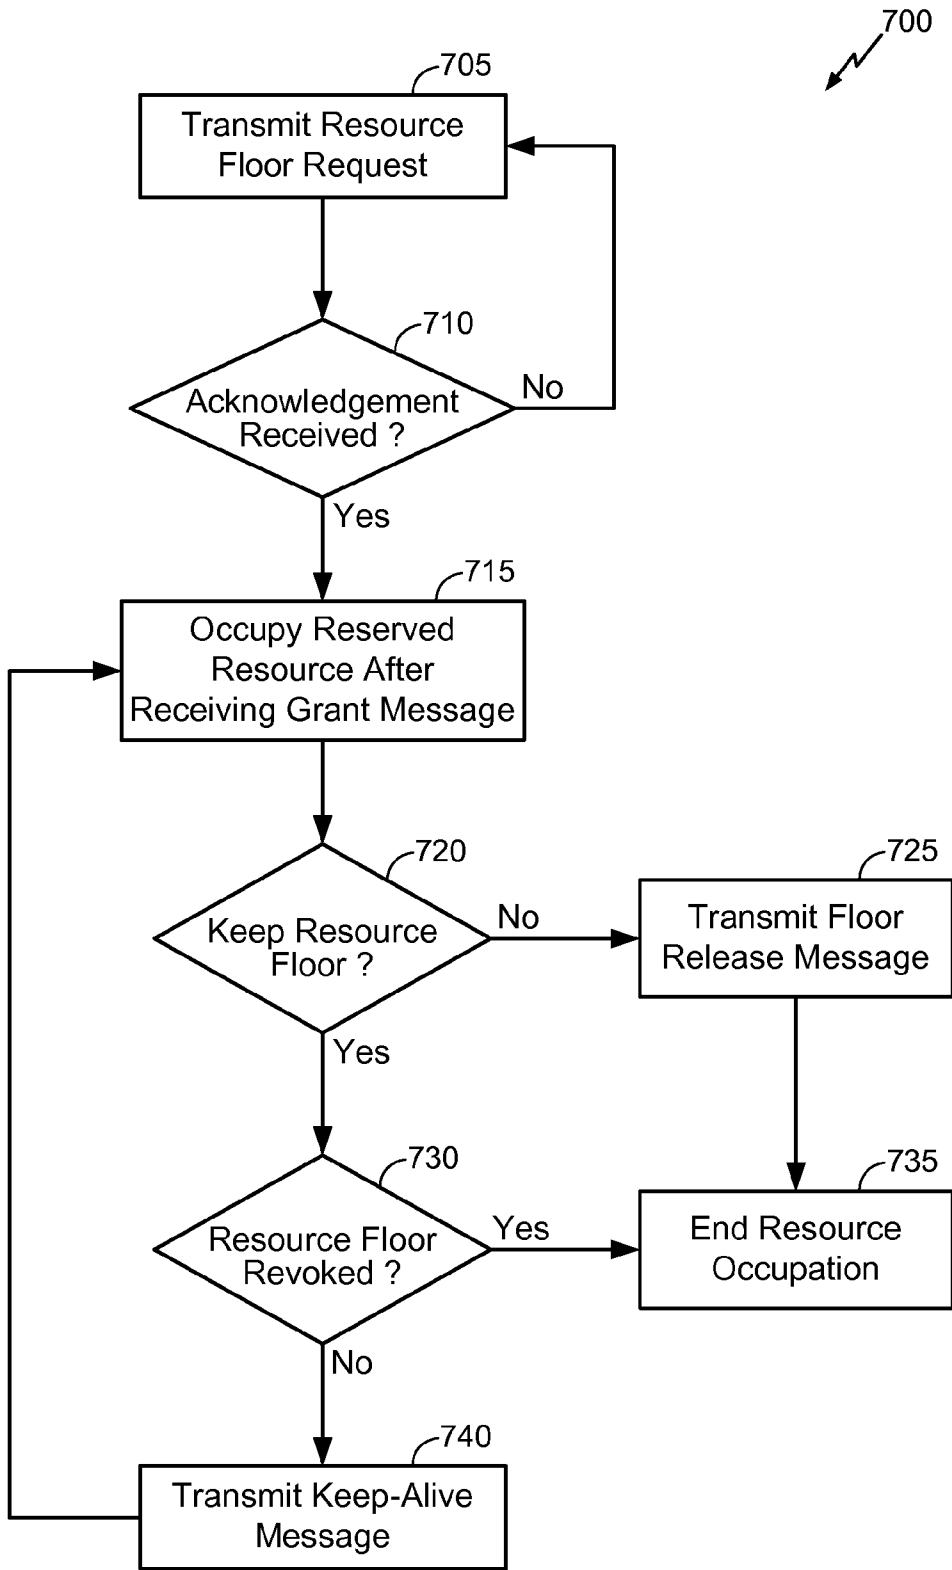 700
705
Transmit Resource
Floor Request
710
Acknowledgement
Received ?
No
Yes
715
Occupy Reserved
Resource After
Receiving Grant Message
720
Keep Resource
Floor ?
No
Yes
725
Transmit Floor
Release Message
730
Resource Floor
Revoked ?
Yes
No
735
End Resource
Occupation
740
Transmit Keep-Alive
Message